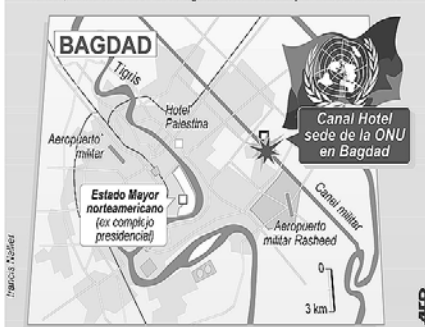 BAGDAD
Tigris
Hotel
Palestina
Aeropuerto
militar
Canal Hotel
sede de la ONU
en Bagdad
Estado Mayor
norteamericano
(ex complejo
presidencial)
Canal militar
Aeropuerto
militar Rasheed
0
3 km
AFP